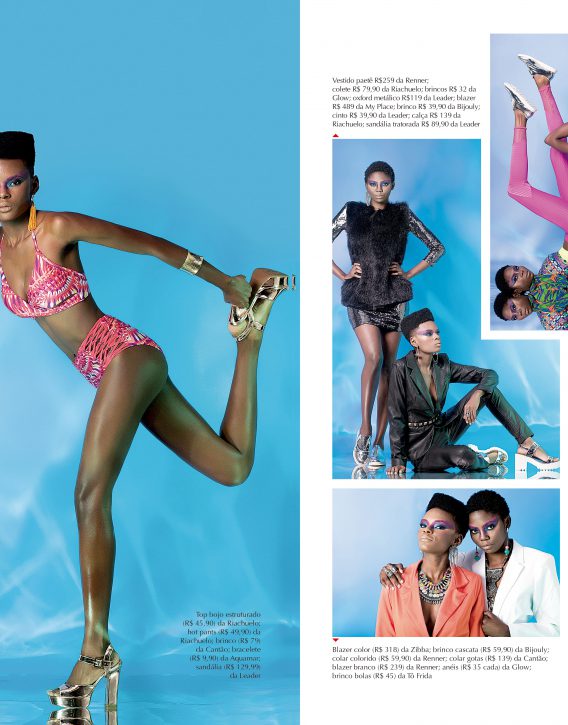 Top bojo estruturado
(R$ 45,90) da Riachuelo;
hot pants (R$ 49,90) da
Riachuelo; brinco (R$ 79)
da Cantão; bracelete
(R$ 9,90) da Aquamar;
sandália (R$ 129,99)
da Leader
Vestido paetê R$259 da Renner;
colete R$ 79,90 da Riachuelo; brincos R$ 32 da
Glow; oxford metálico R$119 da Leader; blazer
R$ 489 da My Place; brinco R$ 39,90 da Bijouly;
cinto R$ 39,90 da Leader; calça R$ 139 da
Riachuelo; sandália tratorada R$ 89,90 da Leader
Blazer color (R$ 318) da Zibba; brinco cascata (R$ 59,90) da Bijouly;
colar colorido (R$ 59,90) da Renner; colar gotas (R$ 139) da Cantão;
blazer branco (R$ 239) da Renner; anéis (R$ 35 cada) da Glow;
brinco bolas (R$ 45) da Tô Frida